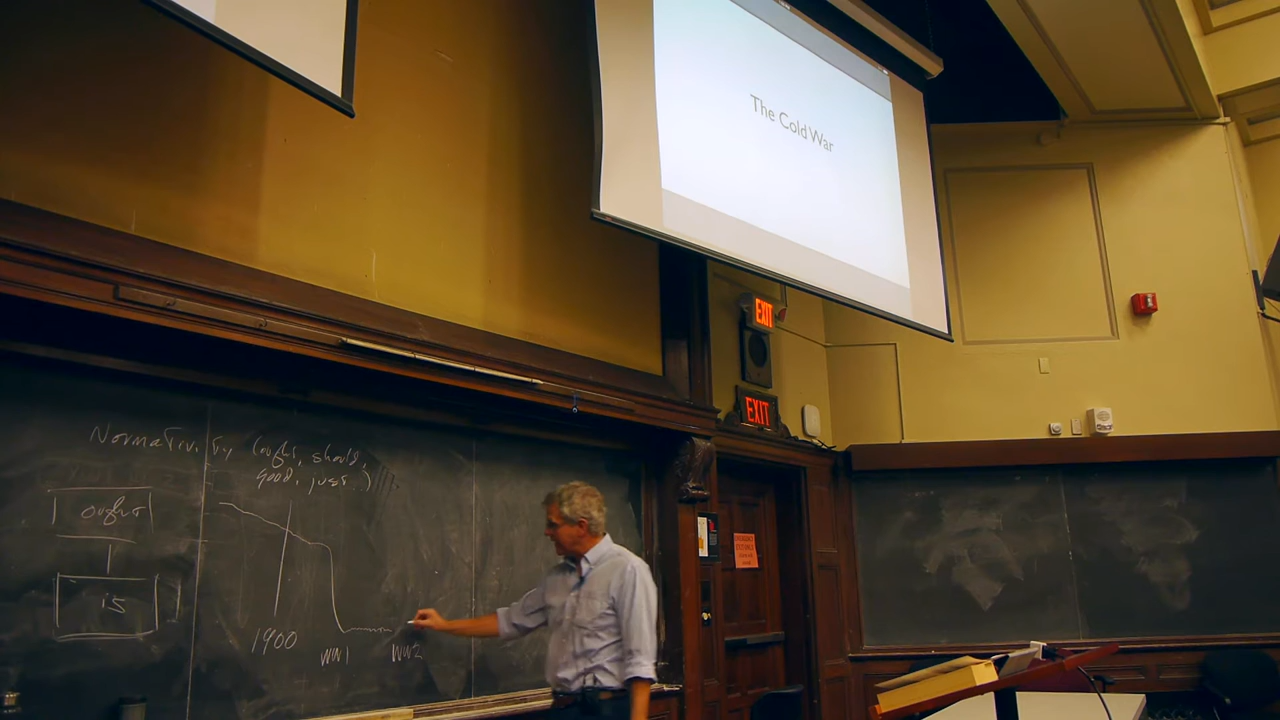 The Cold War
EXIT
EXIT
Normativity (ought, should,
good, just)
ought
is
1900
WW1
WW2